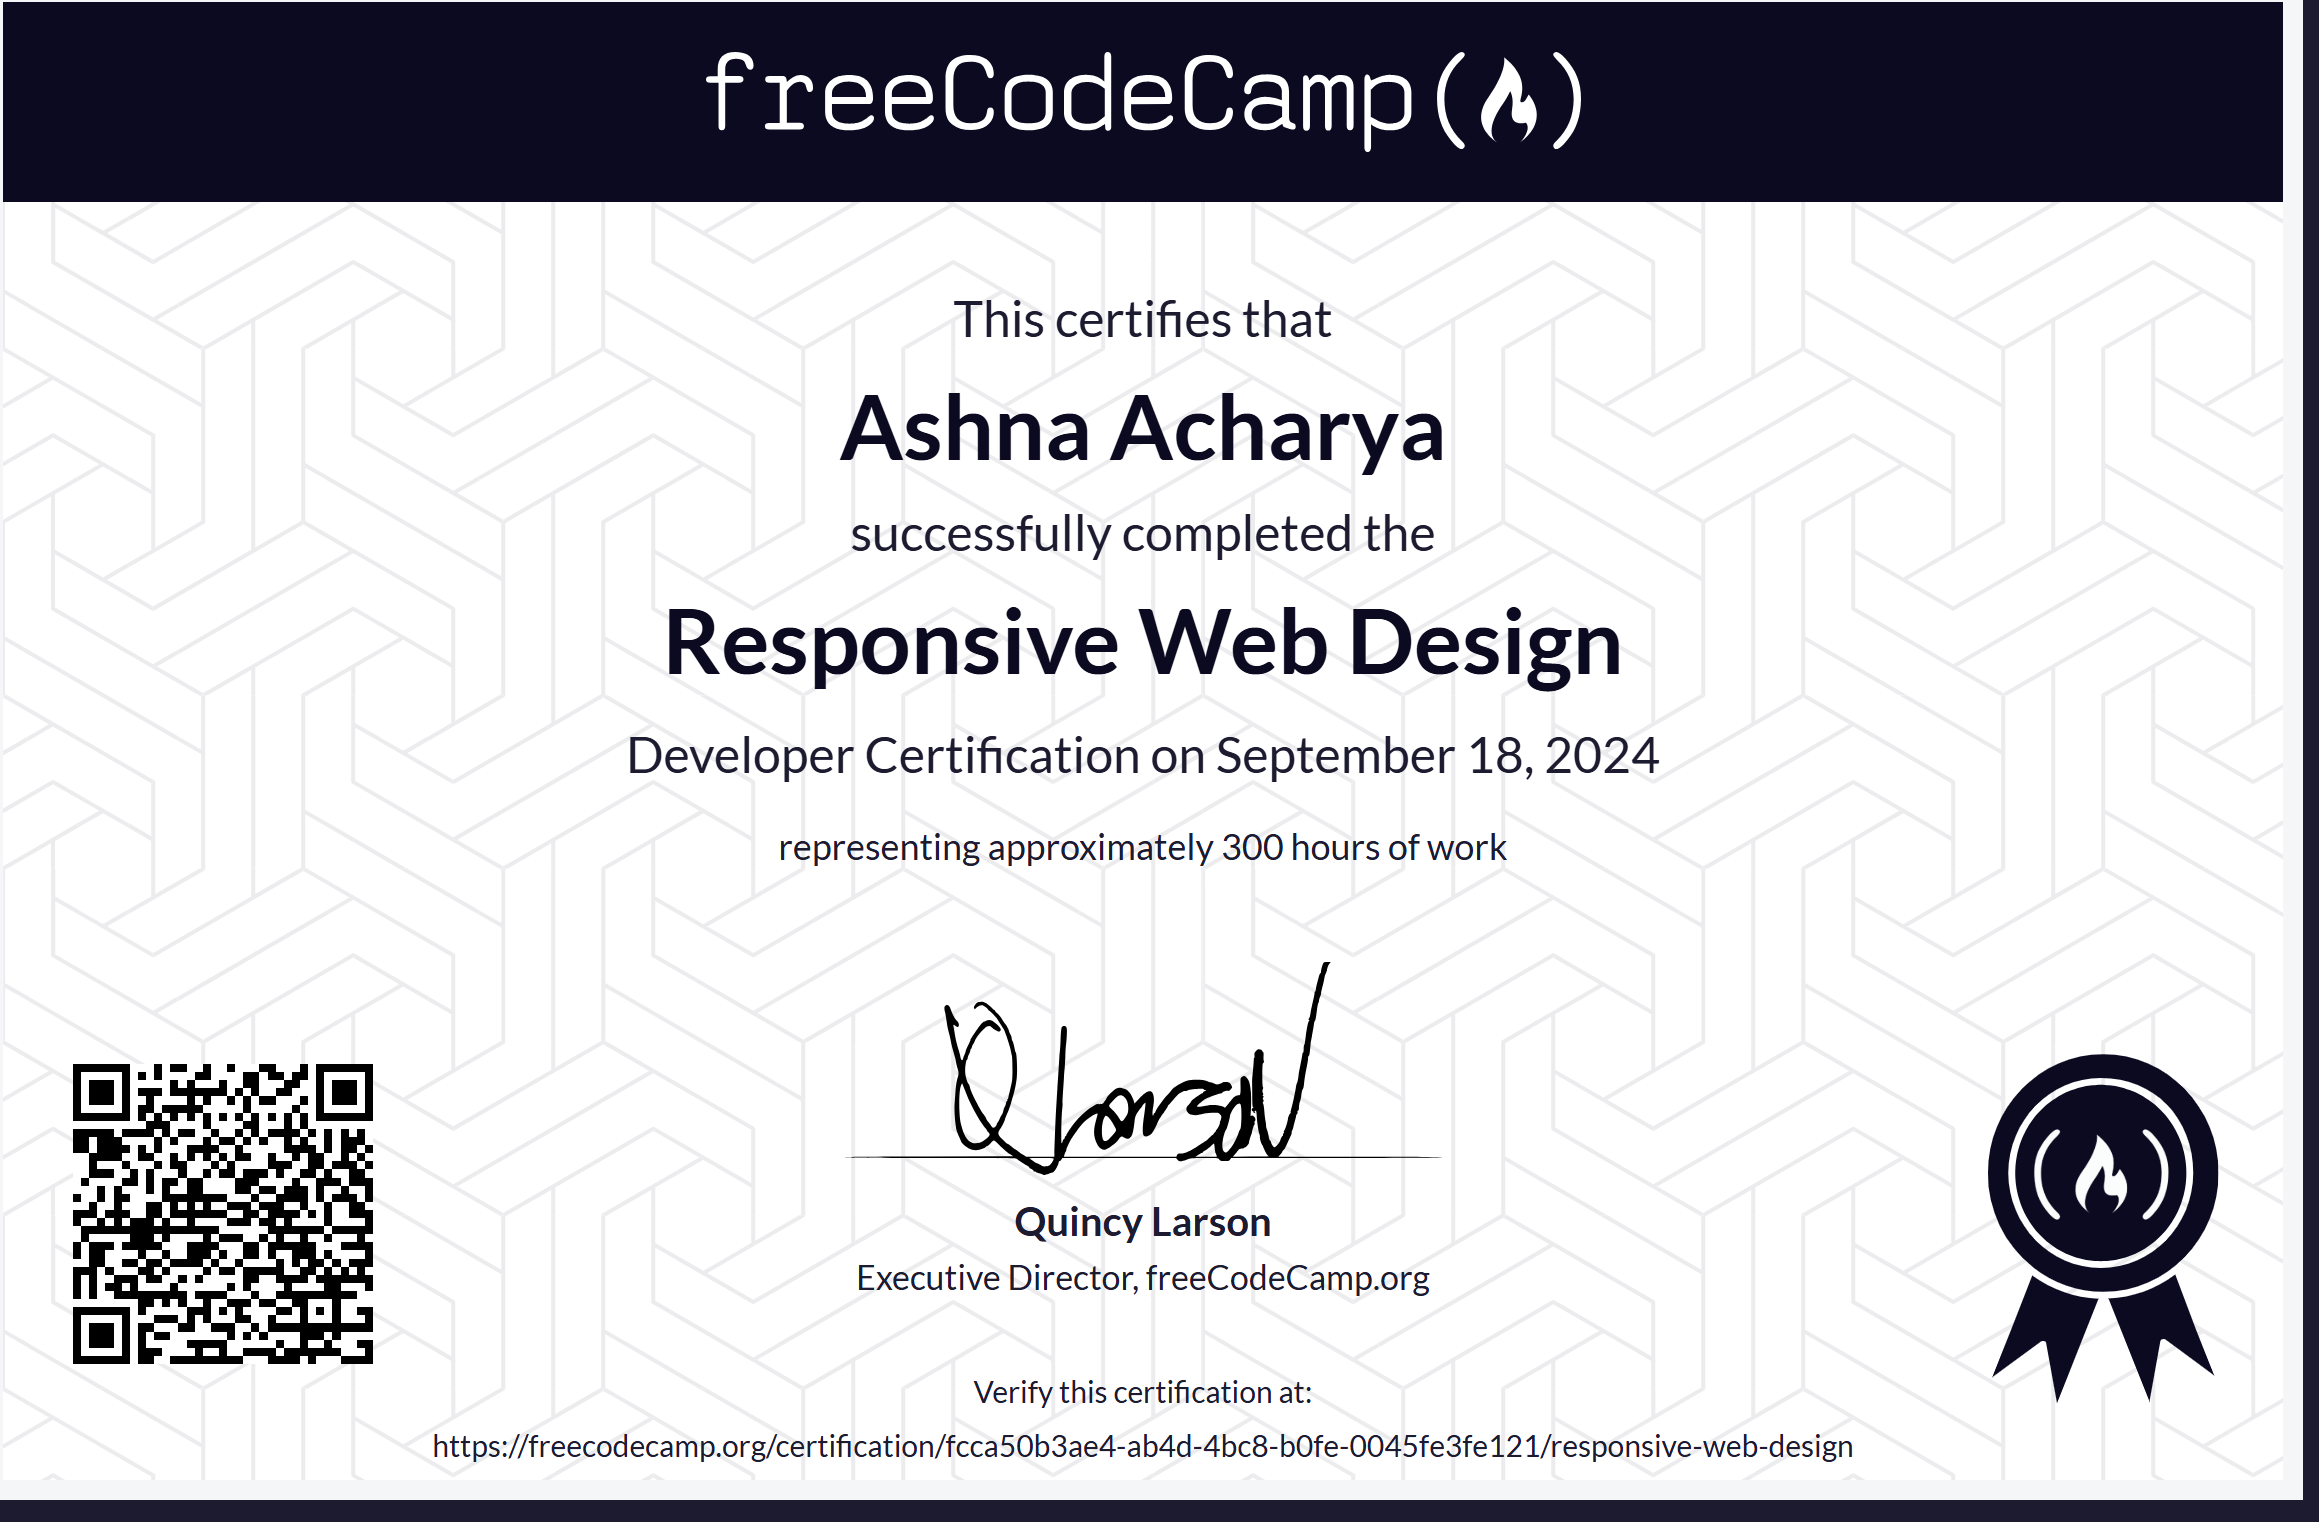 freeCodeCamp
This certifies that
Ashna Acharya
successfully completed the
Responsive Web Design
Developer Certification on September 18, 2024
representing approximately 300 hours of work
Quincy Larson
Executive Director, freeCodeCamp.org
Verify this certification at:
https://freecodecamp.org/certification/fcca50b3ae4-ab4d-4bc8-b0fe-0045fe3fe121/responsive-web-design